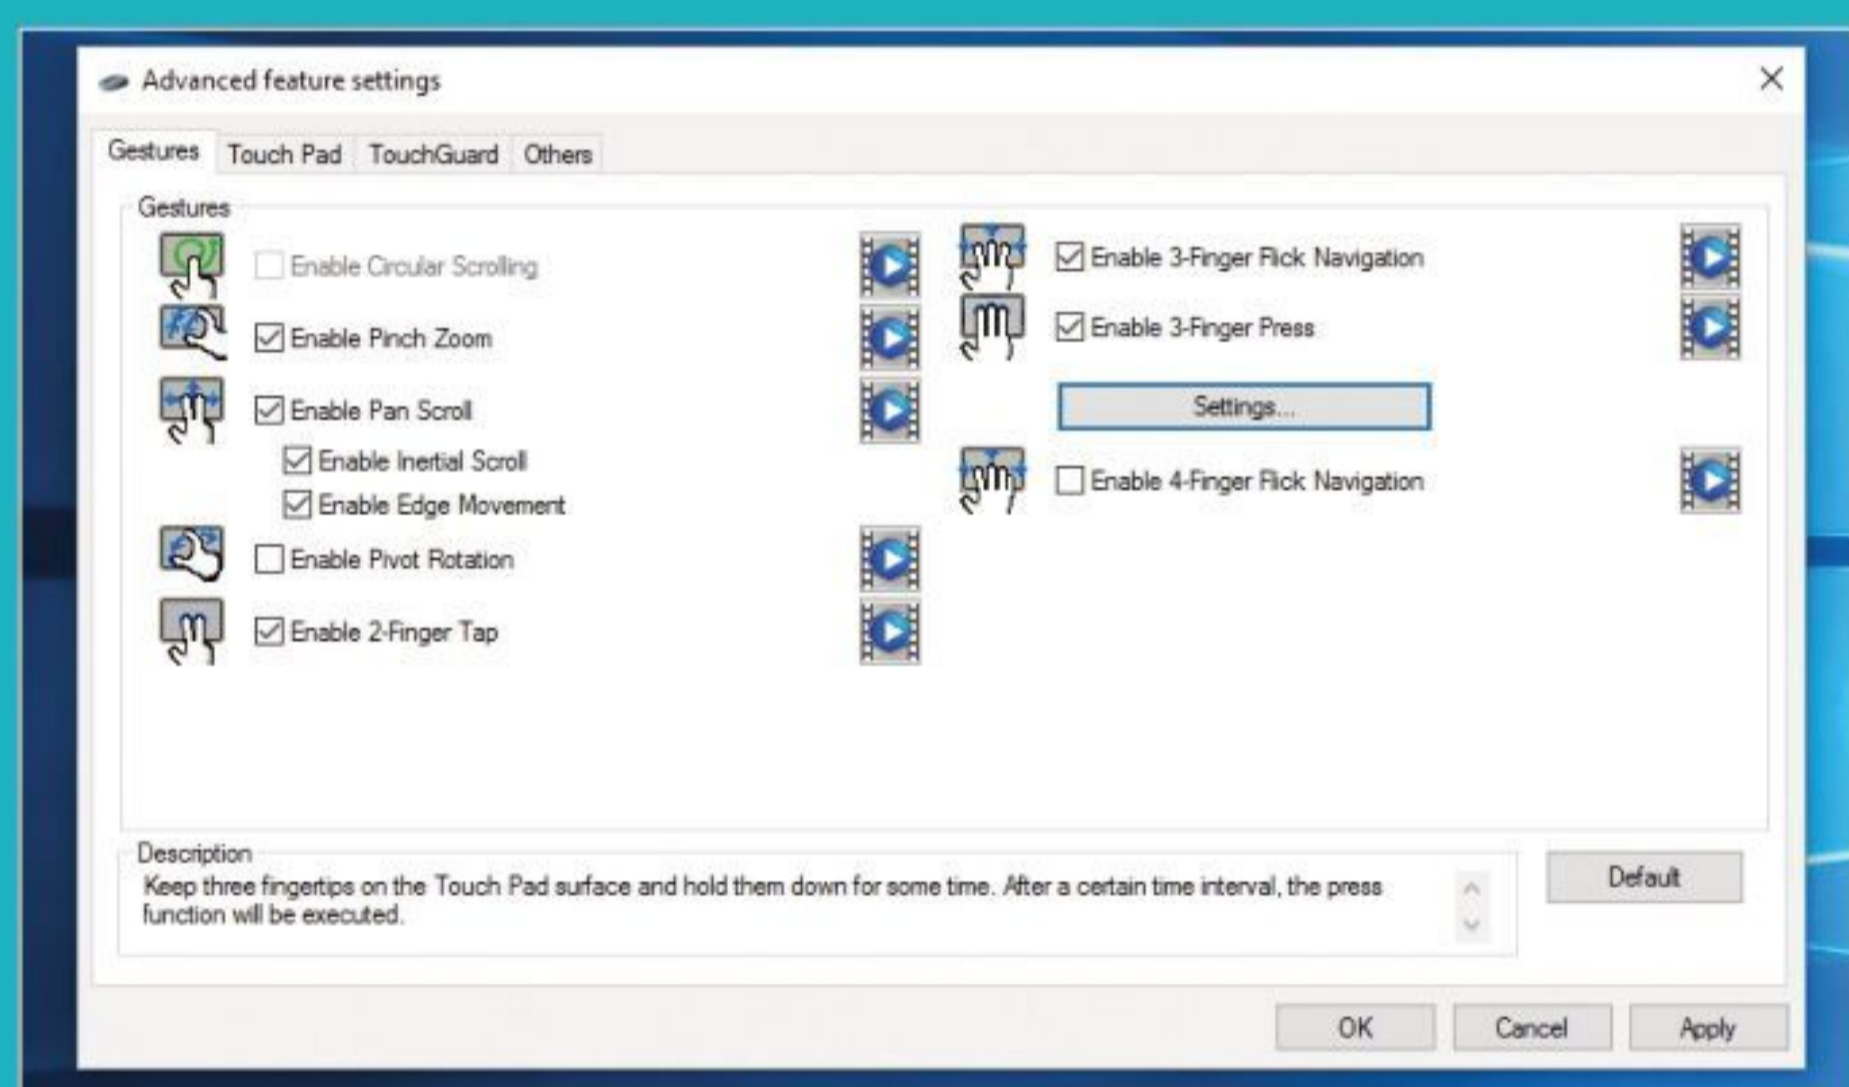 Advanced feature settings
Gestures Touch Pad TouchGuard Others
Gestures
Enable Circular Scrolling
Enable Pinch Zoom
Enable Pan Scroll
Enable Inertial Scroll
Enable Edge Movement
Enable Pivot Rotation
Enable 2-Finger Tap
Enable 3-Finger Flick Navigation
Enable 3-Finger Press
Settings...
Enable 4-Finger Flick Navigation
Description
Keep three fingertips on the Touch Pad surface and hold them down for some time. After a certain time interval, the press
function will be executed.
Default
OK Cancel Apply